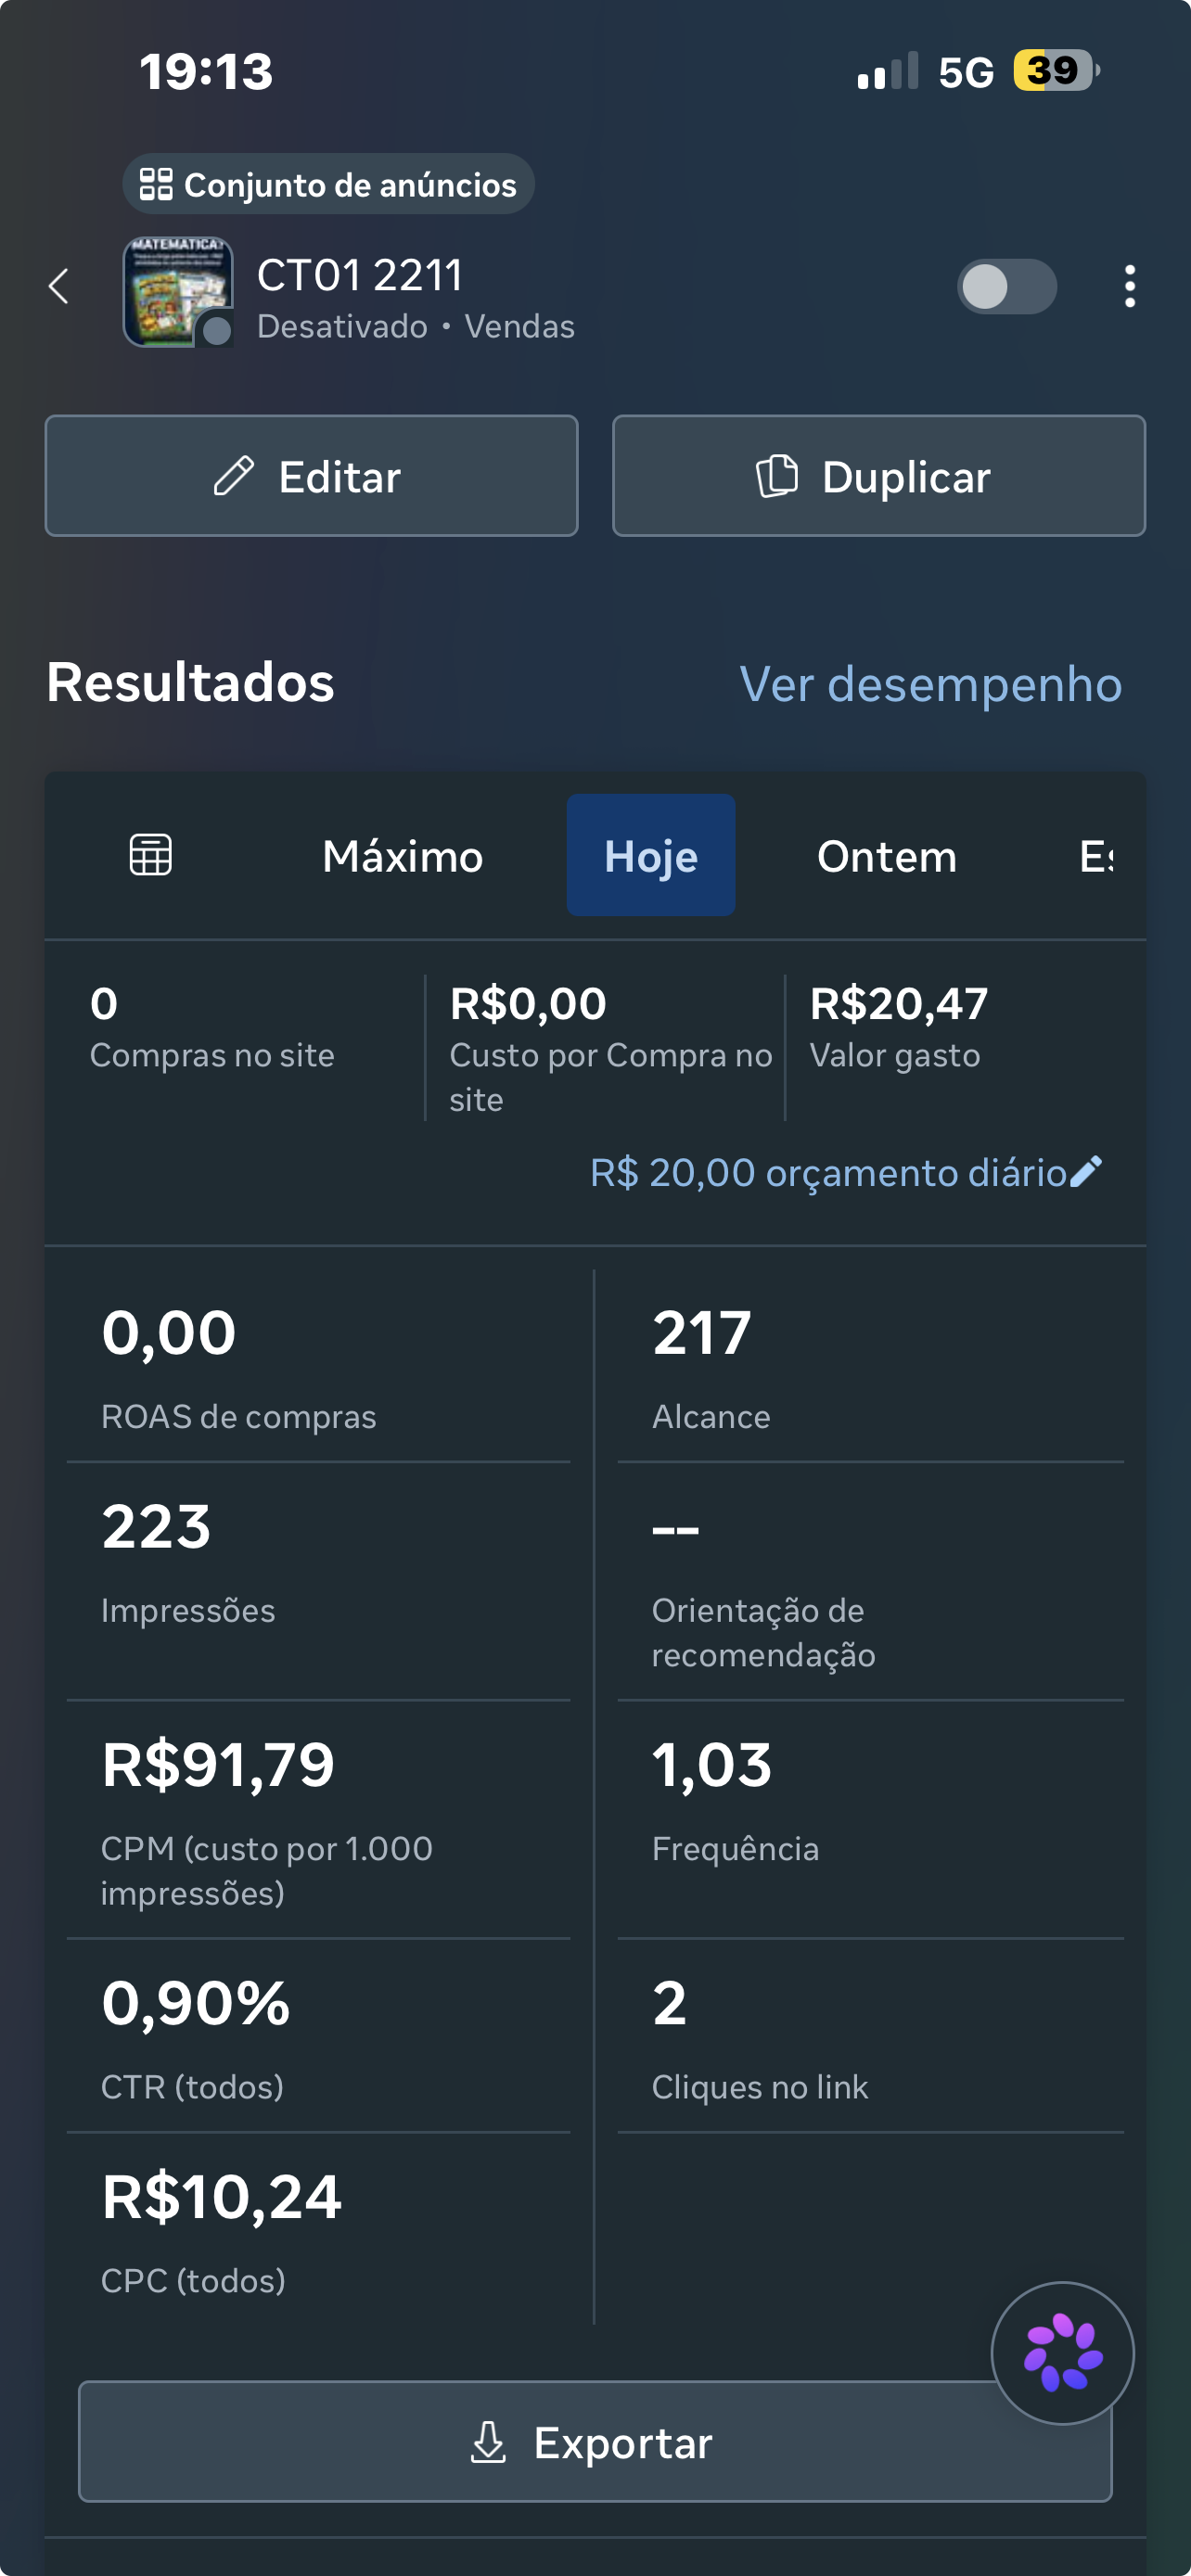 19:13
5G 39
Conjunto de anúncios
MATEMÁTICA
CT01 2211
Desativado • Vendas
Editar
Duplicar
Resultados
Ver desempenho
Máximo
Hoje
Ontem
0
Compras no site
R$0,00
Custo por Compra no
site
R$20,47
Valor gasto
R$ 20,00 orçamento diário
0,00
ROAS de compras
217
Alcance
223
Impressões
--
Orientação de
recomendação
R$91,79
CPM (custo por 1.000
impressões)
1,03
Frequência
0,90%
CTR (todos)
2
Cliques no link
R$10,24
CPC (todos)
Exportar